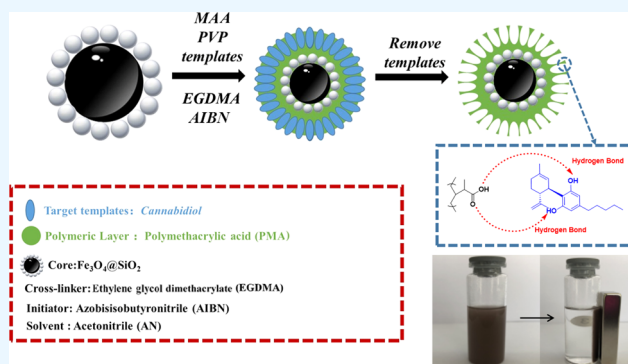 MAA
PVP
templates
EGDMA
AIBN
Remove
templates
OH
O
OH
HO
Hydrogen Bond
Hydrogen Bond
Target templates: Cannabidiol
Polymeric Layer : Polymethacrylic acid (PMA)
Core:Fe₃O₄@SiO₂
Cross-linker: Ethylene glycol dimethacrylate (EGDMA)
Initiator: Azobisisobutyronitrile (AIBN)
Solvent : Acetonitrile (AN)